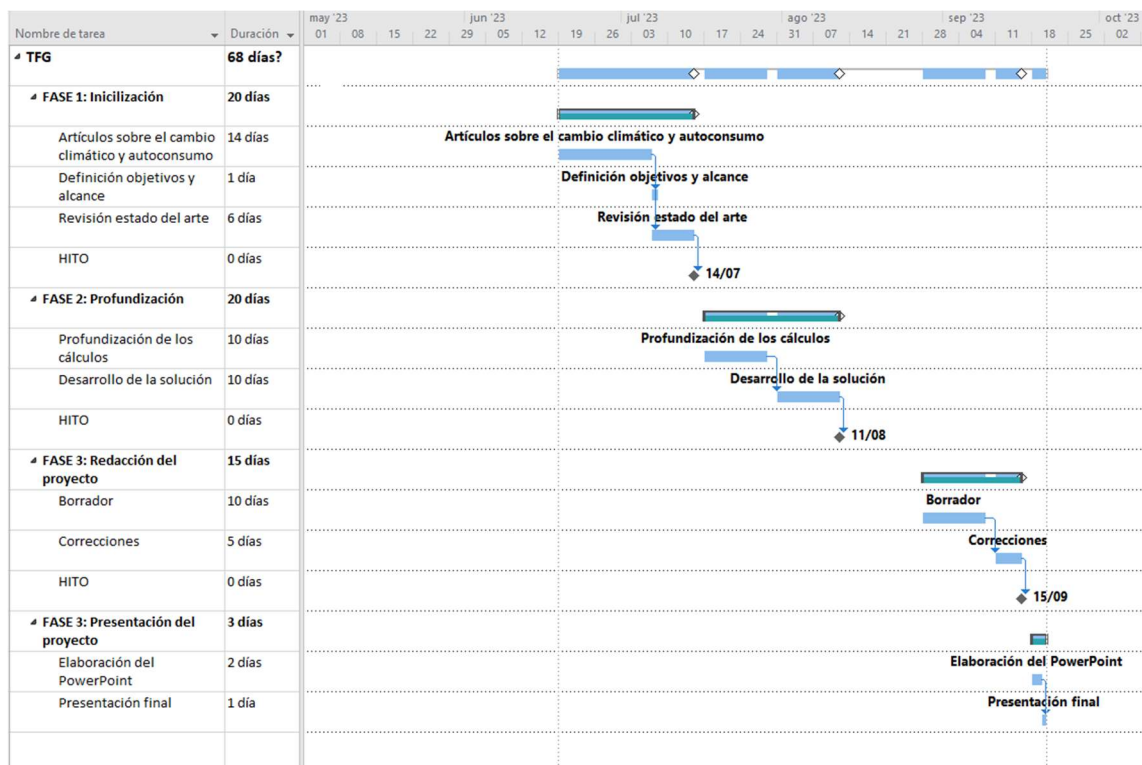 may '23 jun '23 jul '23 ago '23 sep '23 oct '23
Nombre de tarea Duración 01 08 15 22 29 05 12 19 26 03 10 17 24 31 07 14 21 28 04 11 18 25 02
TFG 68 días?
FASE 1: Inicilización 20 días
Artículos sobre el cambio 14 días Artículos sobre el cambio climático y autoconsumo
climático y autoconsumo
Definición objetivos y 1 día Definición objetivos y alcance
alcance
Revisión estado del arte 6 días Revisión estado del arte
HITO 0 días 14/07
FASE 2: Profundización 20 días
Profundización de los 10 días Profundización de los cálculos
cálculos
Desarrollo de la solución 10 días Desarrollo de la solución
HITO 0 días 11/08
FASE 3: Redacción del 15 días
proyecto
Borrador 10 días Borrador
Correcciones 5 días Correcciones
HITO 0 días 15/09
FASE 3: Presentación del 3 días
proyecto
Elaboración del 2 días Elaboración del PowerPoint
PowerPoint
Presentación final 1 día Presentación final